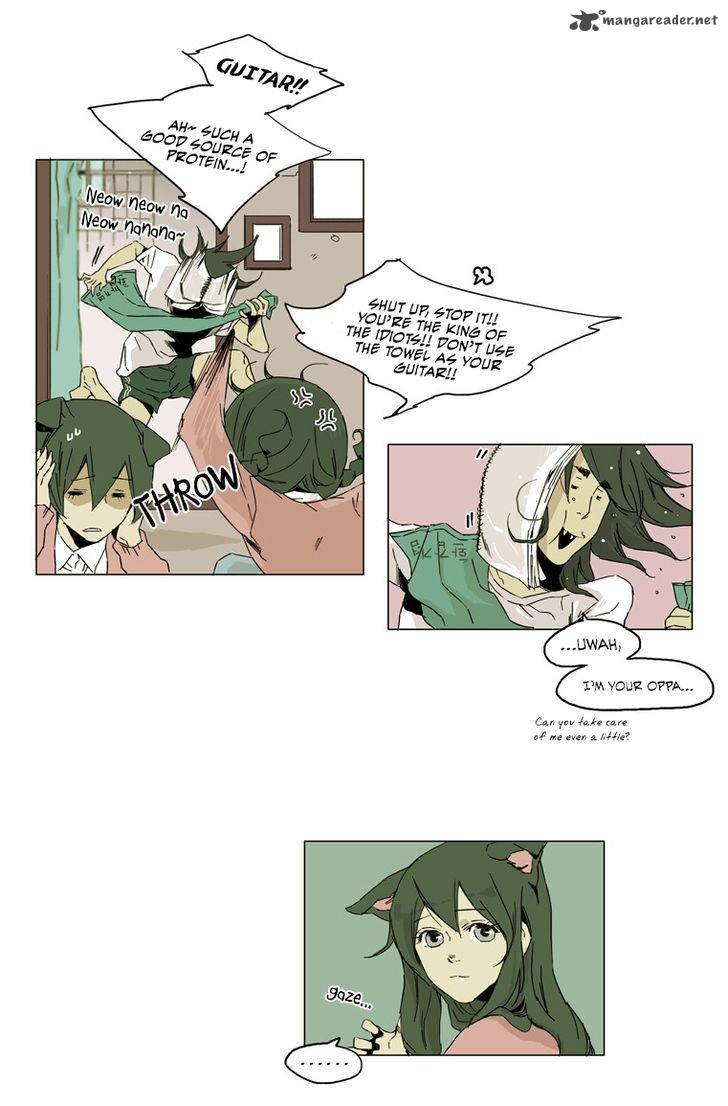 mangareader.net
GUITAR!!
AH~ SUCH A
GOOD SOURCE OF
PROTEIN...!
Neow neow na
Neow nanana~
SHUT UP, STOP IT!!
YOU'RE THE KING OF
THE IDIOTS!! DON'T USE
THE TOWEL AS YOUR
GUITAR!!
THROW
...UWAH,
I'M YOUR OPPA...
Can you take care
of me even a little?
gaze...
......